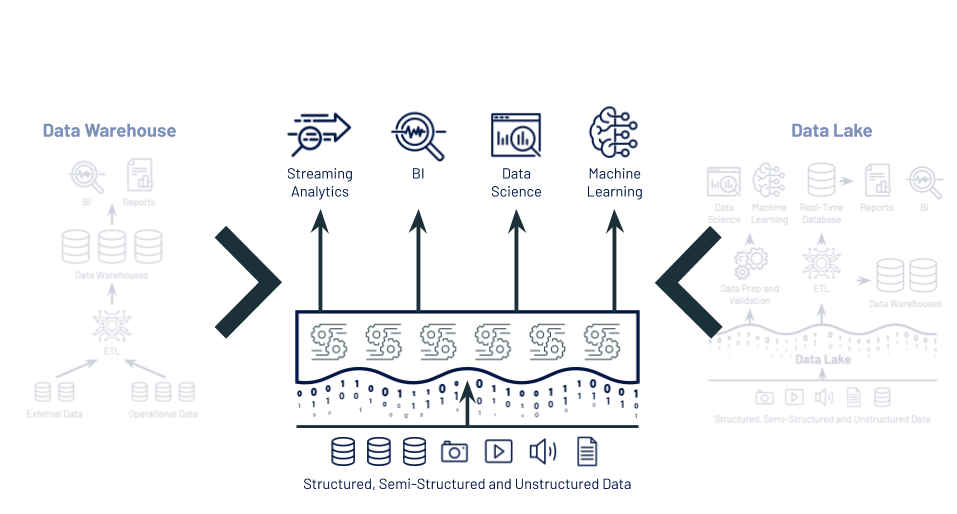 Data Warehouse
BI
Reports
Data Warehouses
ETL
External Data
Operational Data
Streaming
Analytics
BI
Data
Science
Machine
Learning
Structured, Semi-Structured and Unstructured Data
Data Lake
Data
Science
Machine
Learning
Real-Time
Database
Reports
BI
Data Prep and
Validation
ETL
Data Warehouses
Data Lake
Structured, Semi-Structured and Unstructured Data